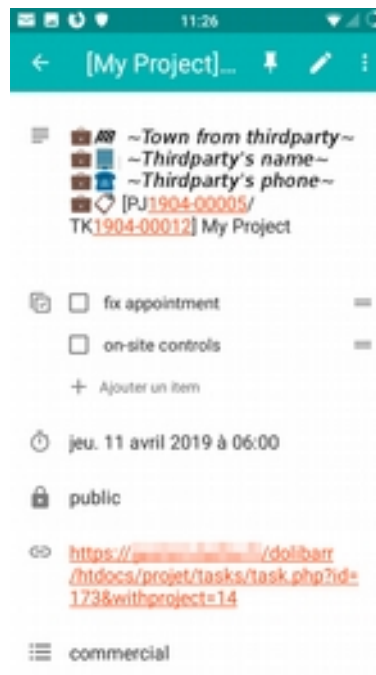 11:26
[My Project]...
~Town from thirdparty~
~Thirdparty's name~
~Thirdparty's phone~
[PJ1904-00005/
TK1904-00012] My Project
fix appointment
on-site controls
+ Ajouter un item
jeu. 11 avril 2019 à 06:00
public
https:// /dolibarr
/htdocs/projet/tasks/task.php?id=
173&withproject=14
commercial